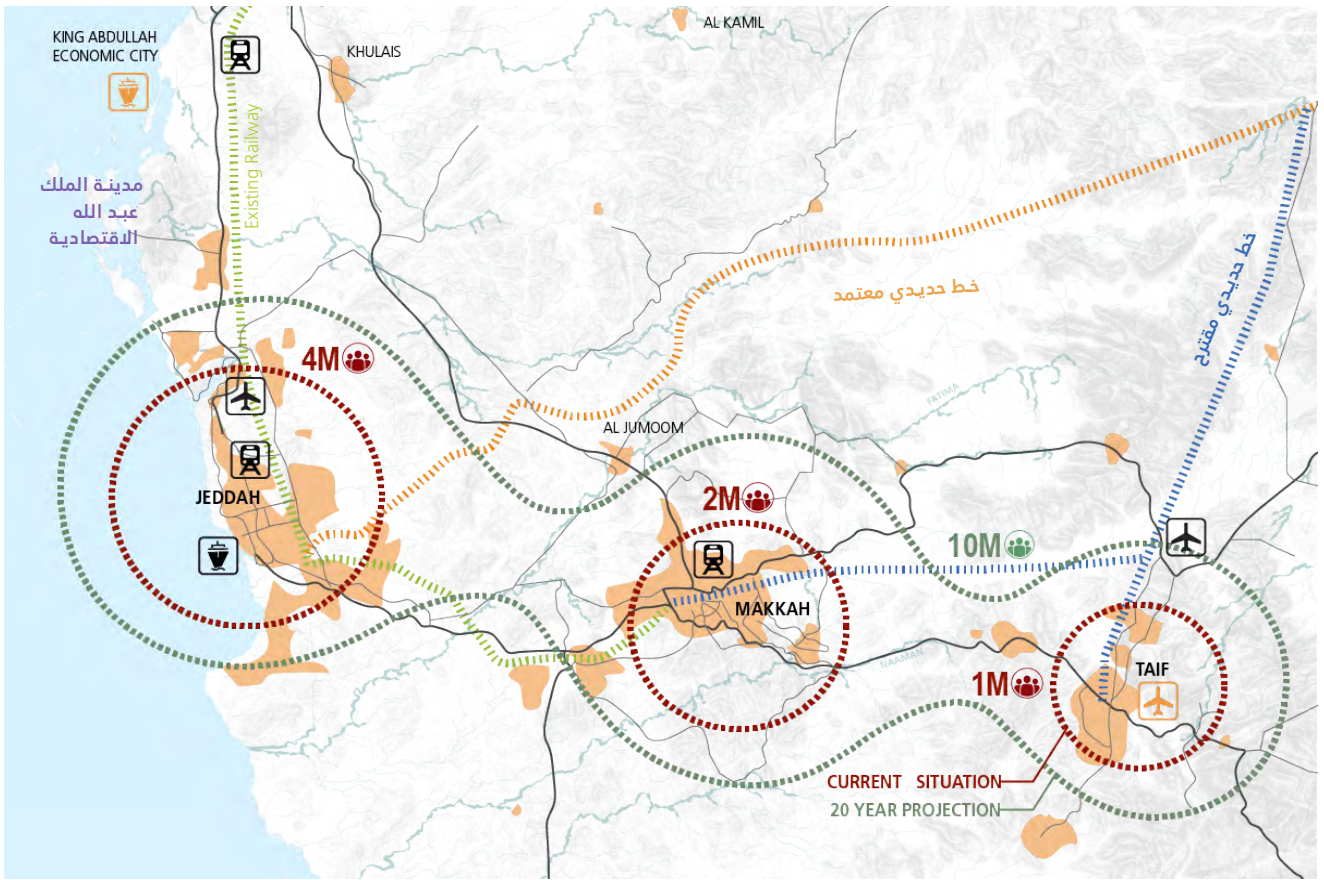 KING ABDULLAH
ECONOMIC CITY
KHULAIS
AL KAMIL
Existing Railway
مدينة الملك
عبد الله
الاقتصادية
خط حديدي معتمد
خط حديدي مقترح
4M
FATIMA
AL JUMOOM
JEDDAH
2M
10M
MAKKAH
NAAMAN
1M
TAIF
CURRENT SITUATION
20 YEAR PROJECTION